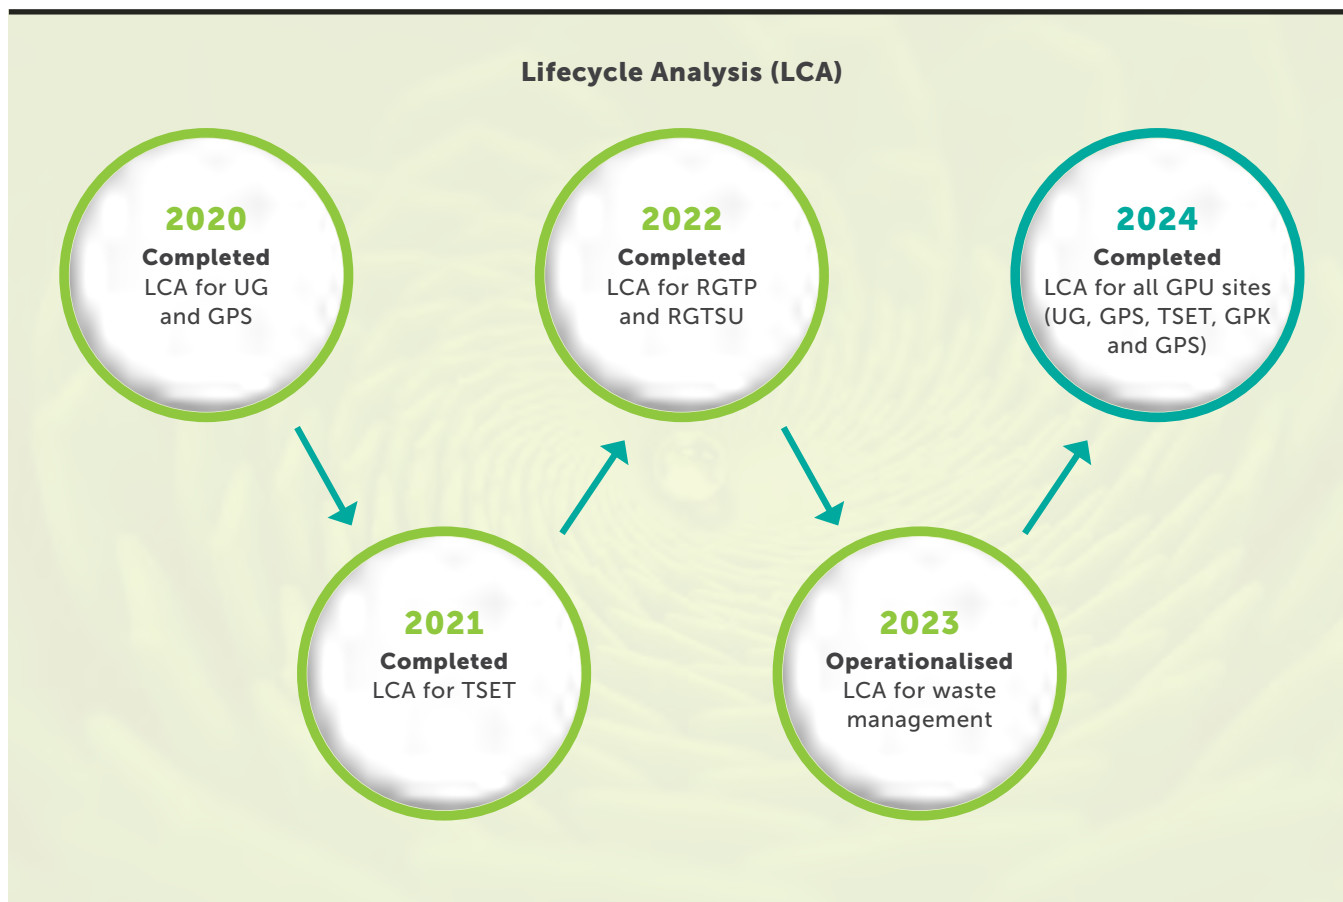 Lifecycle Analysis (LCA)
2020
Completed
LCA for UG
and GPS
2021
Completed
LCA for TSET
2022
Completed
LCA for RGTP
and RGTSU
2023
Operationalised
LCA for waste
management
2024
Completed
LCA for all GPU sites
(UG, GPS, TSET, GPK
and GPS)